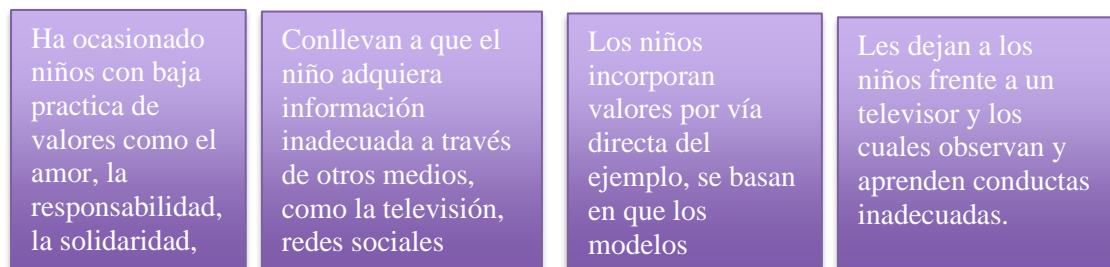 Ha ocasionado
niños con baja
practica de
valores como el
amor, la
responsabilidad,
la solidaridad,
Conllevan a que el
niño adquiera
información
inadecuada a través
de otros medios,
como la televisión,
redes sociales
Los niños
incorporan
valores por vía
directa del
ejemplo, se basan
en que los
modelos
Les dejan a los
niños frente a un
televisor y los
cuales observan y
aprenden conductas
inadecuadas.